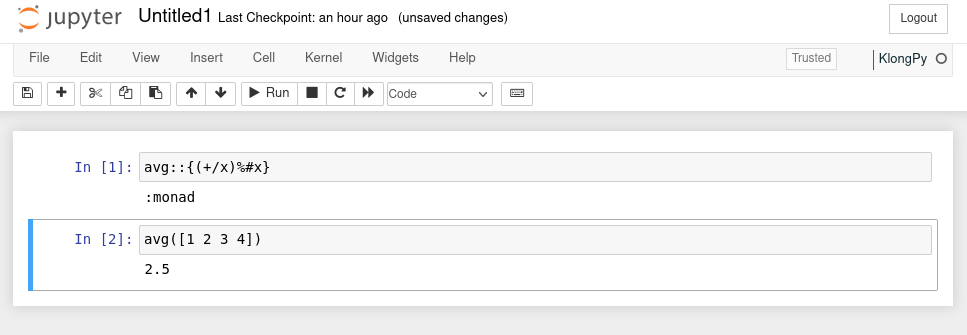 jupyter Untitled1 Last Checkpoint: an hour ago (unsaved changes) Logout
File Edit View Insert Cell Kernel Widgets Help Trusted KlongPy
Run Code
In [1]: avg::{(+/x)%#x}
:monad
In [2]: avg([1 2 3 4])
2.5